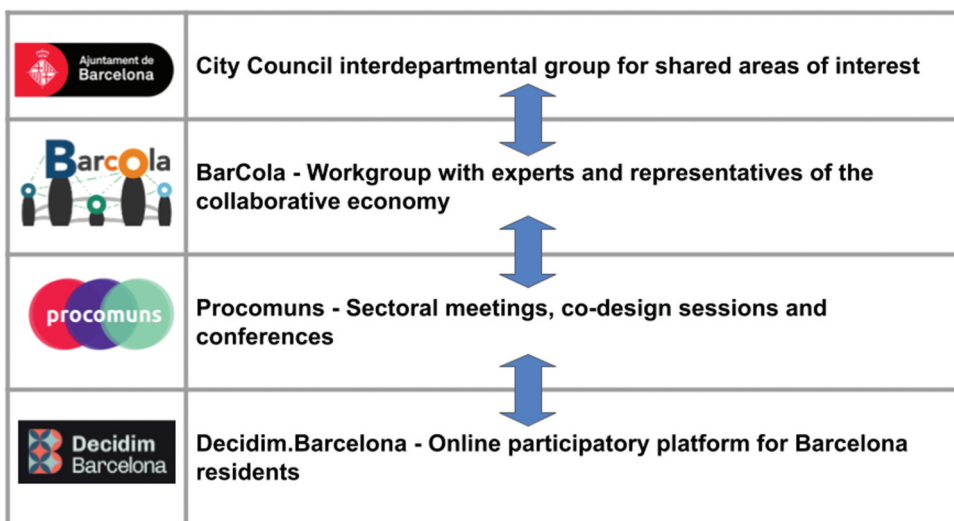 Ajuntament de
Barcelona
City Council interdepartmental group for shared areas of interest
BarCola
BarCola - Workgroup with experts and representatives of the
collaborative economy
procomuns
Procomuns - Sectoral meetings, co-design sessions and
conferences
Decidim
Barcelona
Decidim.Barcelona - Online participatory platform for Barcelona
residents